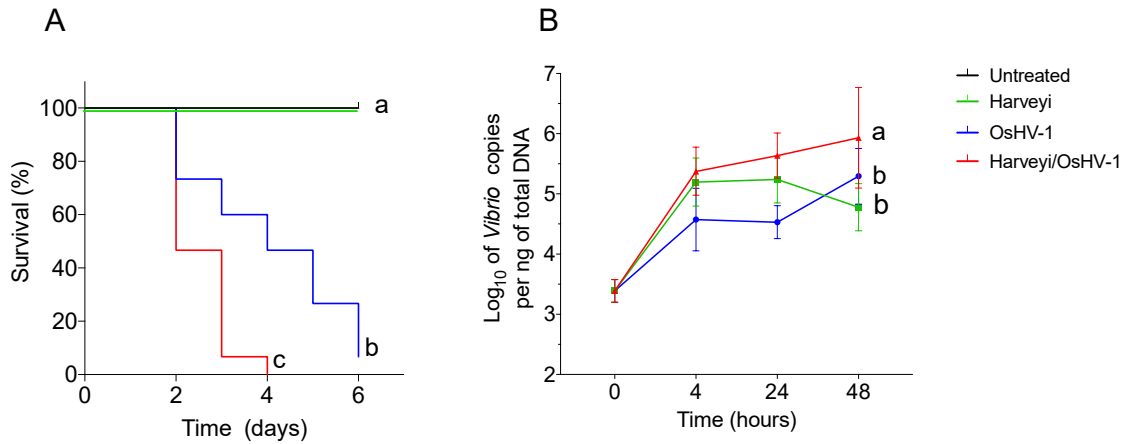 A
Survival (%)
100
80
60
40
20
0
0
2
4
6
Time (days)
a
b
c
B
Log10 of Vibrio copies
per ng of total DNA
7
6
5
4
3
2
0
4
24
48
Time (hours)
a
b
b
Untreated
Harveyi
OsHV-1
Harveyi/OsHV-1